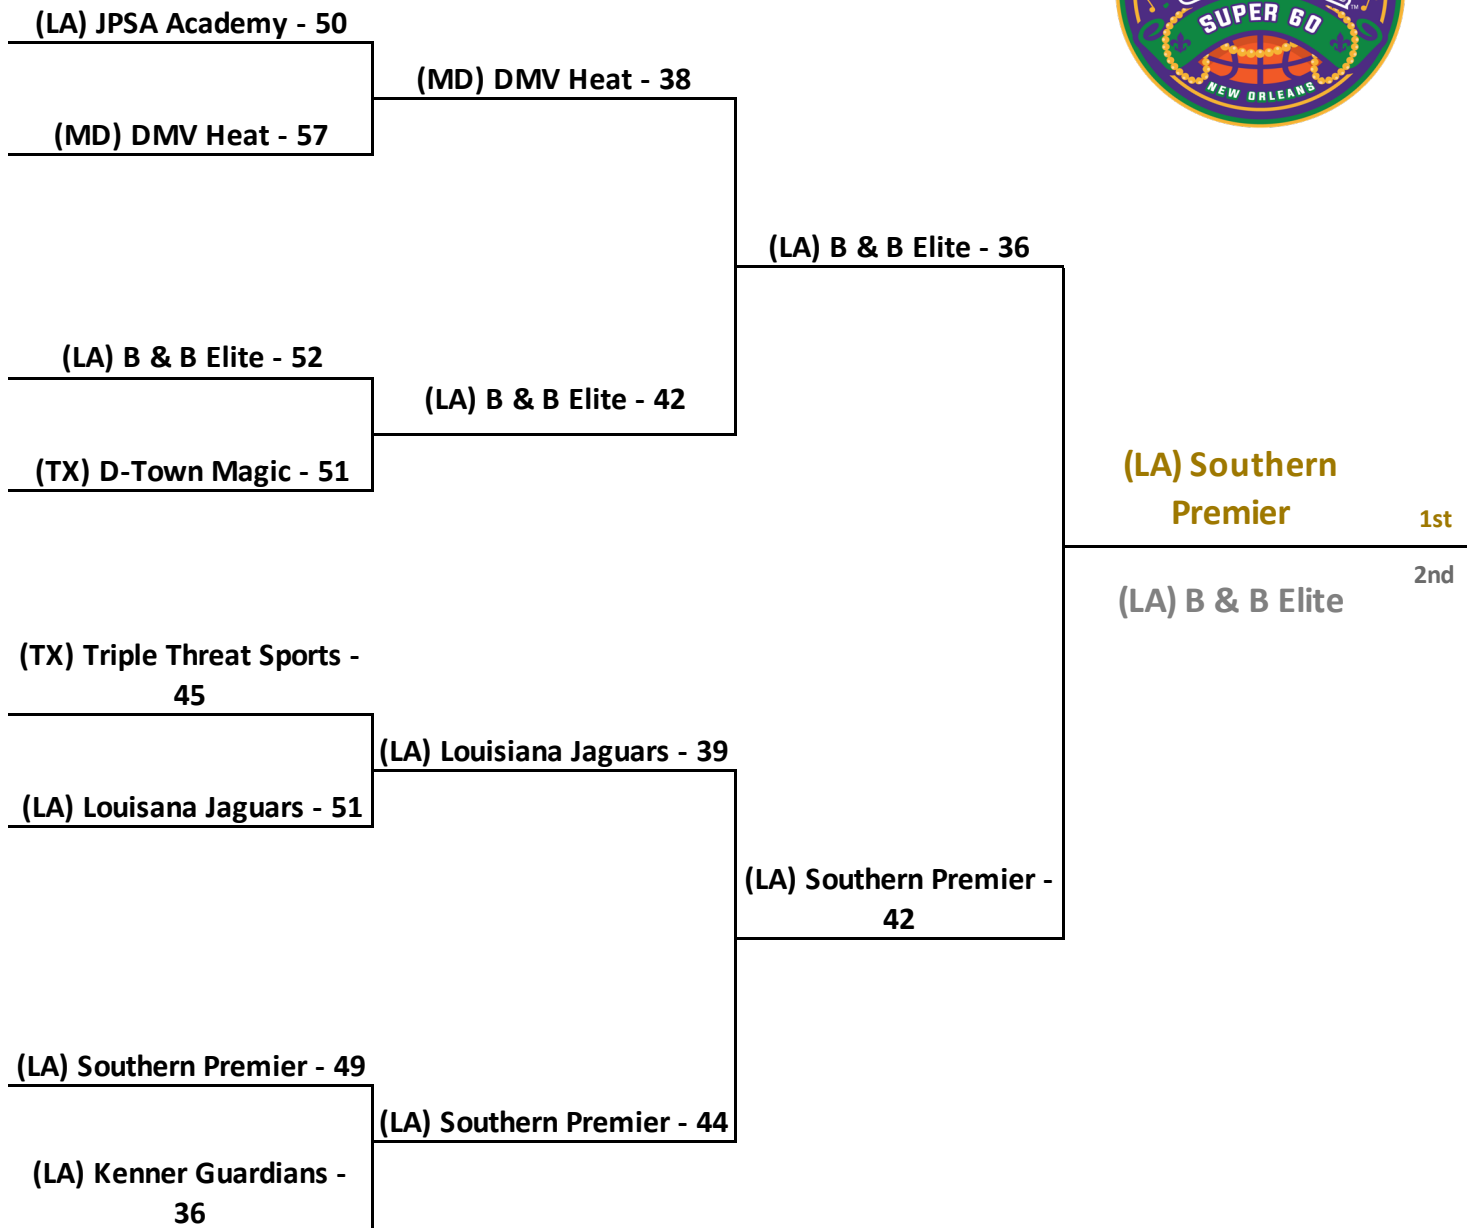 (LA) JPSA Academy - 50
SUPER 60
NEW ORLEANS
(MD) DMV Heat - 38
(MD) DMV Heat - 57
(LA) B & B Elite - 36
(LA) B & B Elite - 52
(LA) B & B Elite - 42
(TX) D-Town Magic - 51
(LA) Southern
Premier
1st
2nd
(LA) B & B Elite
(TX) Triple Threat Sports -
45
(LA) Louisiana Jaguars - 39
(LA) Louisana Jaguars - 51
(LA) Southern Premier -
42
(LA) Southern Premier - 49
(LA) Southern Premier - 44
(LA) Kenner Guardians -
36